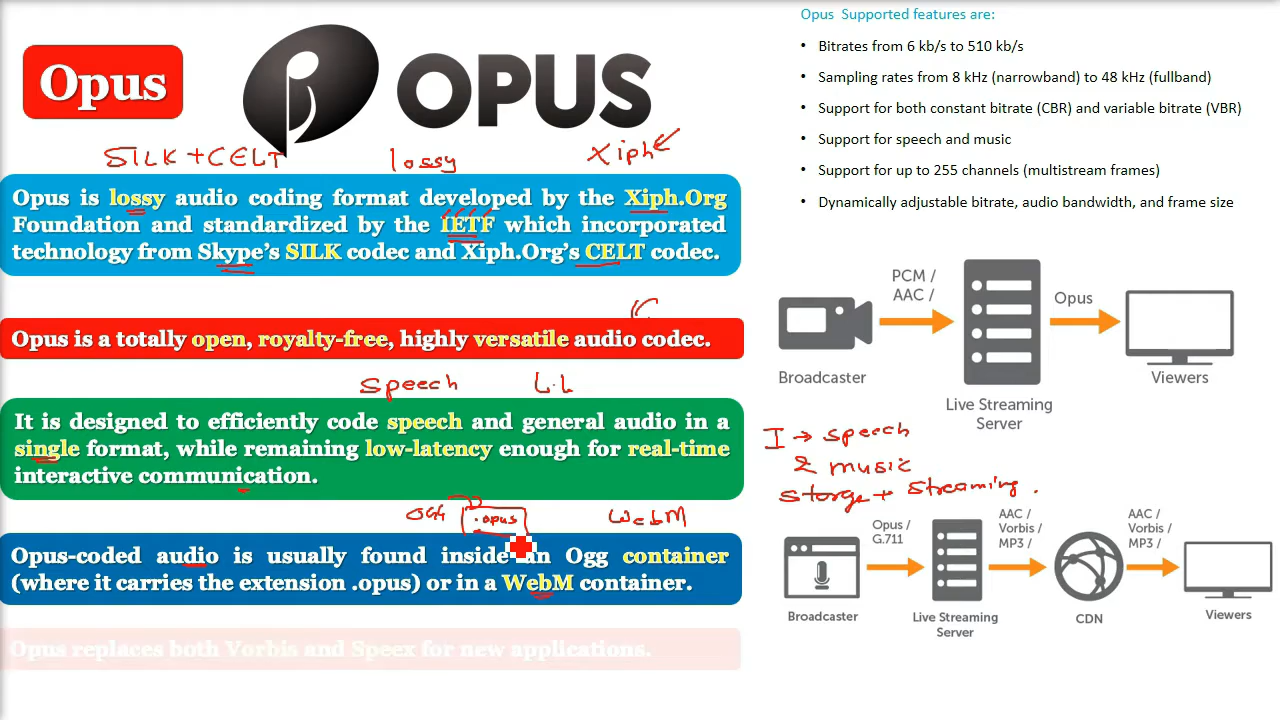 Opus
OPUS
SILK + CELT
lossy
Xiph
Opus is lossy audio coding format developed by the Xiph.Org
Foundation and standardized by the IETF which incorporated
technology from Skype's SILK codec and Xiph.Org's CELT codec.
Opus is a totally open, royalty-free, highly versatile audio codec.
speech
L.L
It is designed to efficiently code speech and general audio in a
single format, while remaining low-latency enough for real-time
interactive communication.
OGG
.opus
WebM
Opus-coded audio is usually found inside an Ogg container
(where it carries the extension .opus) or in a WebM container.
Opus replaces both Vorbis and Speex for new applications.
Opus  Supported features are:
• Bitrates from 6 kb/s to 510 kb/s
• Sampling rates from 8 kHz (narrowband) to 48 kHz (fullband)
• Support for both constant bitrate (CBR) and variable bitrate (VBR)
• Support for speech and music
• Support for up to 255 channels (multistream frames)
• Dynamically adjustable bitrate, audio bandwidth, and frame size
PCM /
AAC /
Opus
Broadcaster
Viewers
Live Streaming
Server
I → speech
& music
Storge + streaming .
Opus /
G.711
AAC /
Vorbis /
MP3 /
AAC /
Vorbis /
MP3 /
Broadcaster
Live Streaming
Server
CDN
Viewers